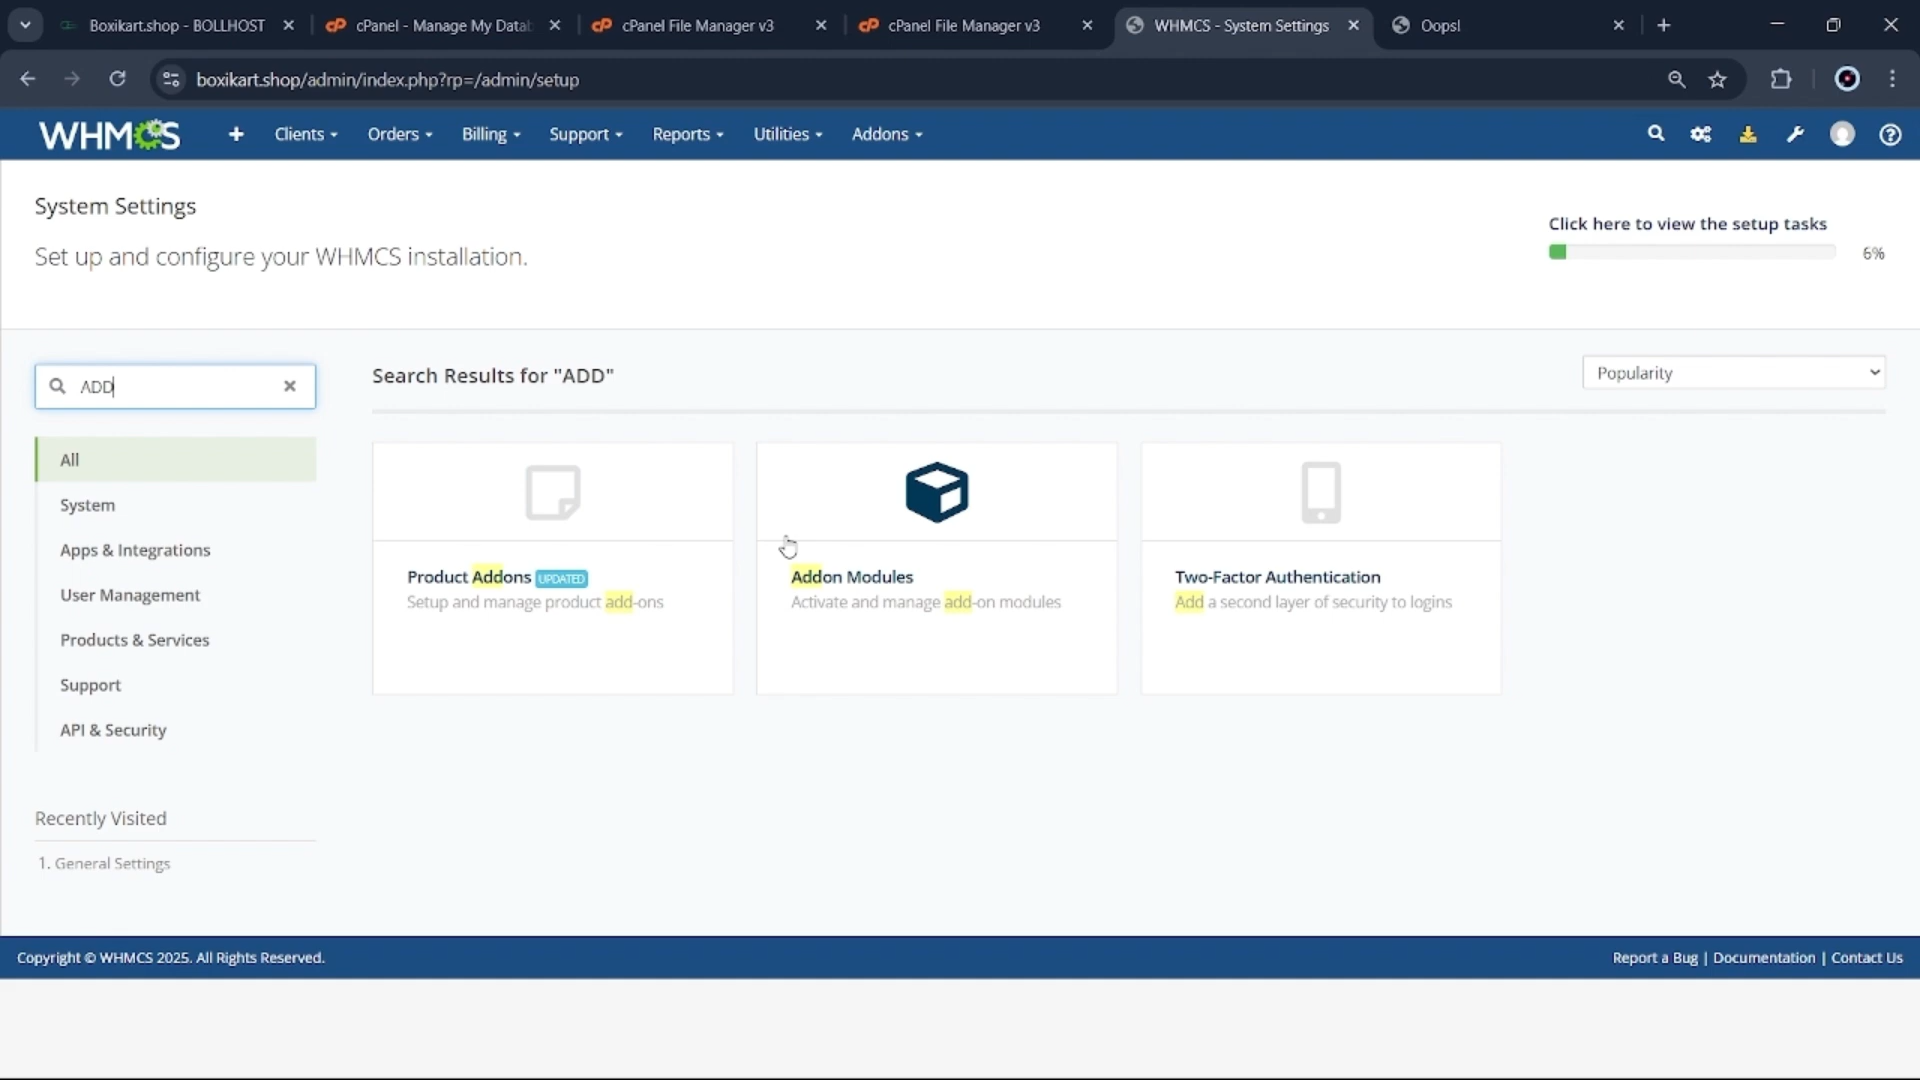 Boxikart.shop - BOLLHOST
cPanel - Manage My Datab
cPanel File Manager v3
cPanel File Manager v3
WHMCS - System Settings
Oops!
boxikart.shop/admin/index.php?rp=/admin/setup
WHMCS
Clients
Orders
Billing
Support
Reports
Utilities
Addons
System Settings
Set up and configure your WHMCS installation.
Click here to view the setup tasks
6%
ADD
Search Results for "ADD"
Popularity
All
System
Apps & Integrations
User Management
Products & Services
Support
API & Security
Product Addons UPDATED
Setup and manage product add-ons
Addon Modules
Activate and manage add-on modules
Two-Factor Authentication
Add a second layer of security to logins
Recently Visited
1. General Settings
Copyright © WHMCS 2025. All Rights Reserved.
Report a Bug | Documentation | Contact Us